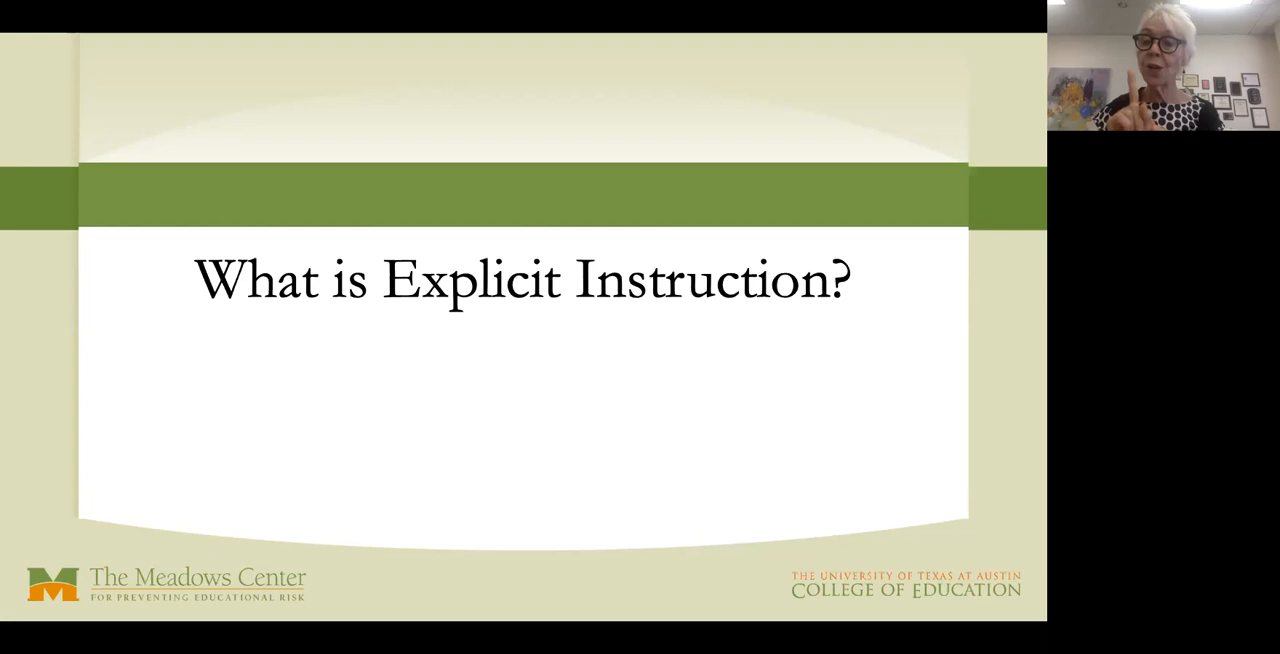 What is Explicit Instruction?
The Meadows Center
FOR PREVENTING EDUCATIONAL RISK
THE UNIVERSITY OF TEXAS AT AUSTIN
COLLEGE OF EDUCATION